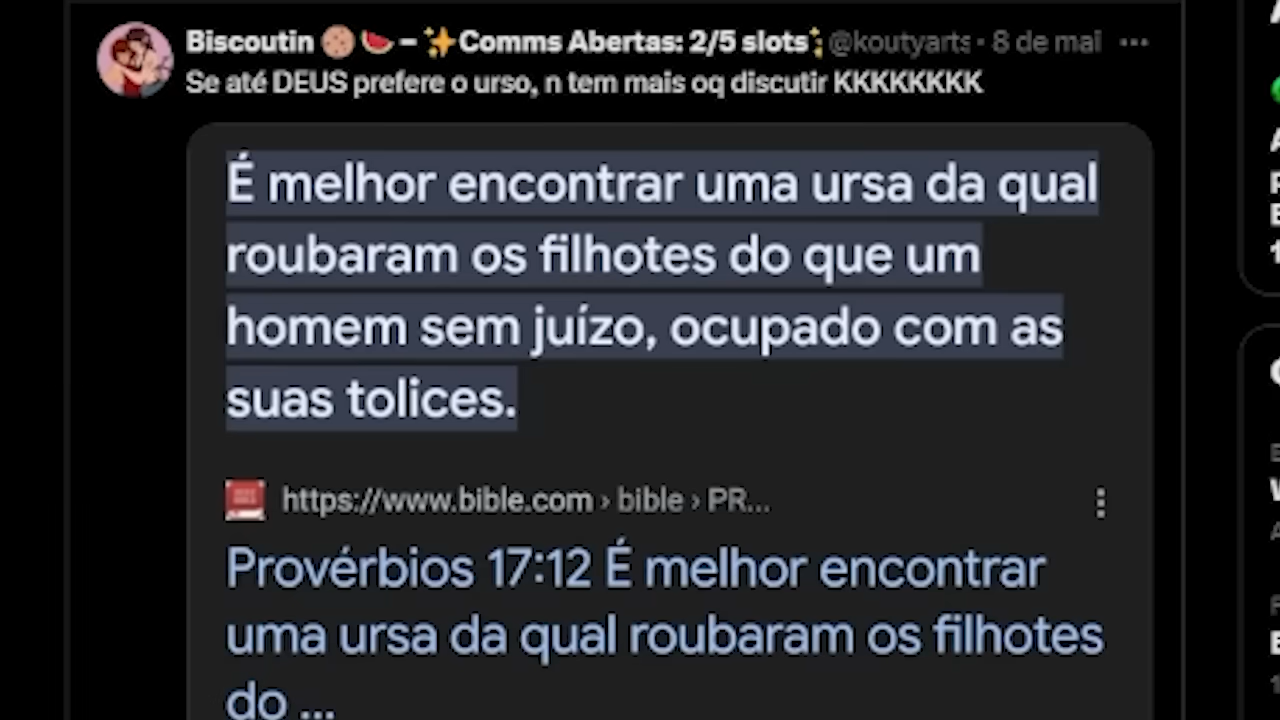 Biscoutin 🍪🍉 – ✨Comms Abertas: 2/5 slots✨ @koutyarts · 8 de mai ...
Se até DEUS prefere o urso, n tem mais oq discutir KKKKKKKK
É melhor encontrar uma ursa da qual
roubaram os filhotes do que um
homem sem juízo, ocupado com as
suas tolices.
https://www.bible.com › bible › PR...
Provérbios 17:12 É melhor encontrar
uma ursa da qual roubaram os filhotes
do ...